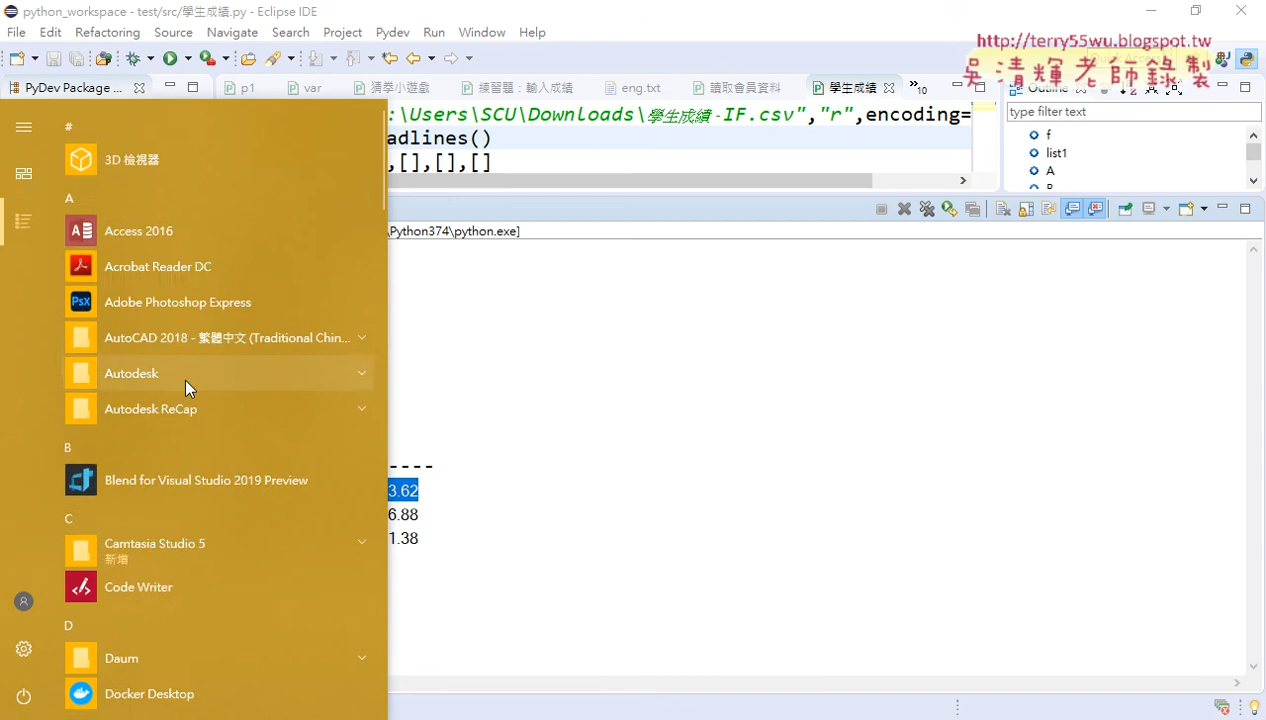 python_workspace - test/src/學生成績.py - Eclipse IDE
File Edit Refactoring Source Navigate Search Project Pydev Run Window Help
http://terry55wu.blogspot.tw
吳清輝老師錄製
PyDev Package ... p1 var 猜拳小遊戲 練習題：輸入成績 eng.txt 讀取會員資料 學生成績 »10 Outline
:\Users\SCU\Downloads\學生成績-IF.csv","r",encoding=
adlines()
,[],[],[]
type filter text
f
list1
A
\Python374\python.exe]
----
3.62
6.88
1.38
#
3D 檢視器
A
Access 2016
Acrobat Reader DC
Adobe Photoshop Express
AutoCAD 2018 - 繁體中文 (Traditional Chin...
Autodesk
Autodesk ReCap
B
Blend for Visual Studio 2019 Preview
C
Camtasia Studio 5
新增
Code Writer
D
Daum
Docker Desktop